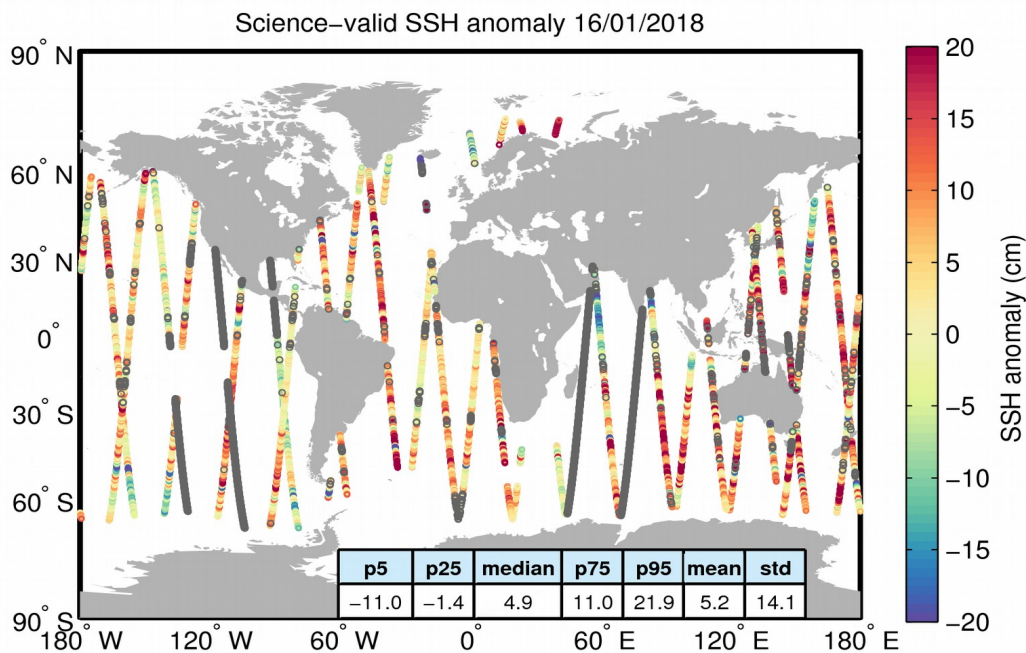 Science−valid SSH anomaly 16/01/2018
90° N
60° N
30° N
0°
30° S
60° S
90° S
180° W
120° W
60° W
0°
60° E
120° E
180° E
p5 p25 median p75 p95 mean std
−11.0 −1.4 4.9 11.0 21.9 5.2 14.1
20
15
10
5
0
−5
−10
−15
−20
SSH anomaly (cm)